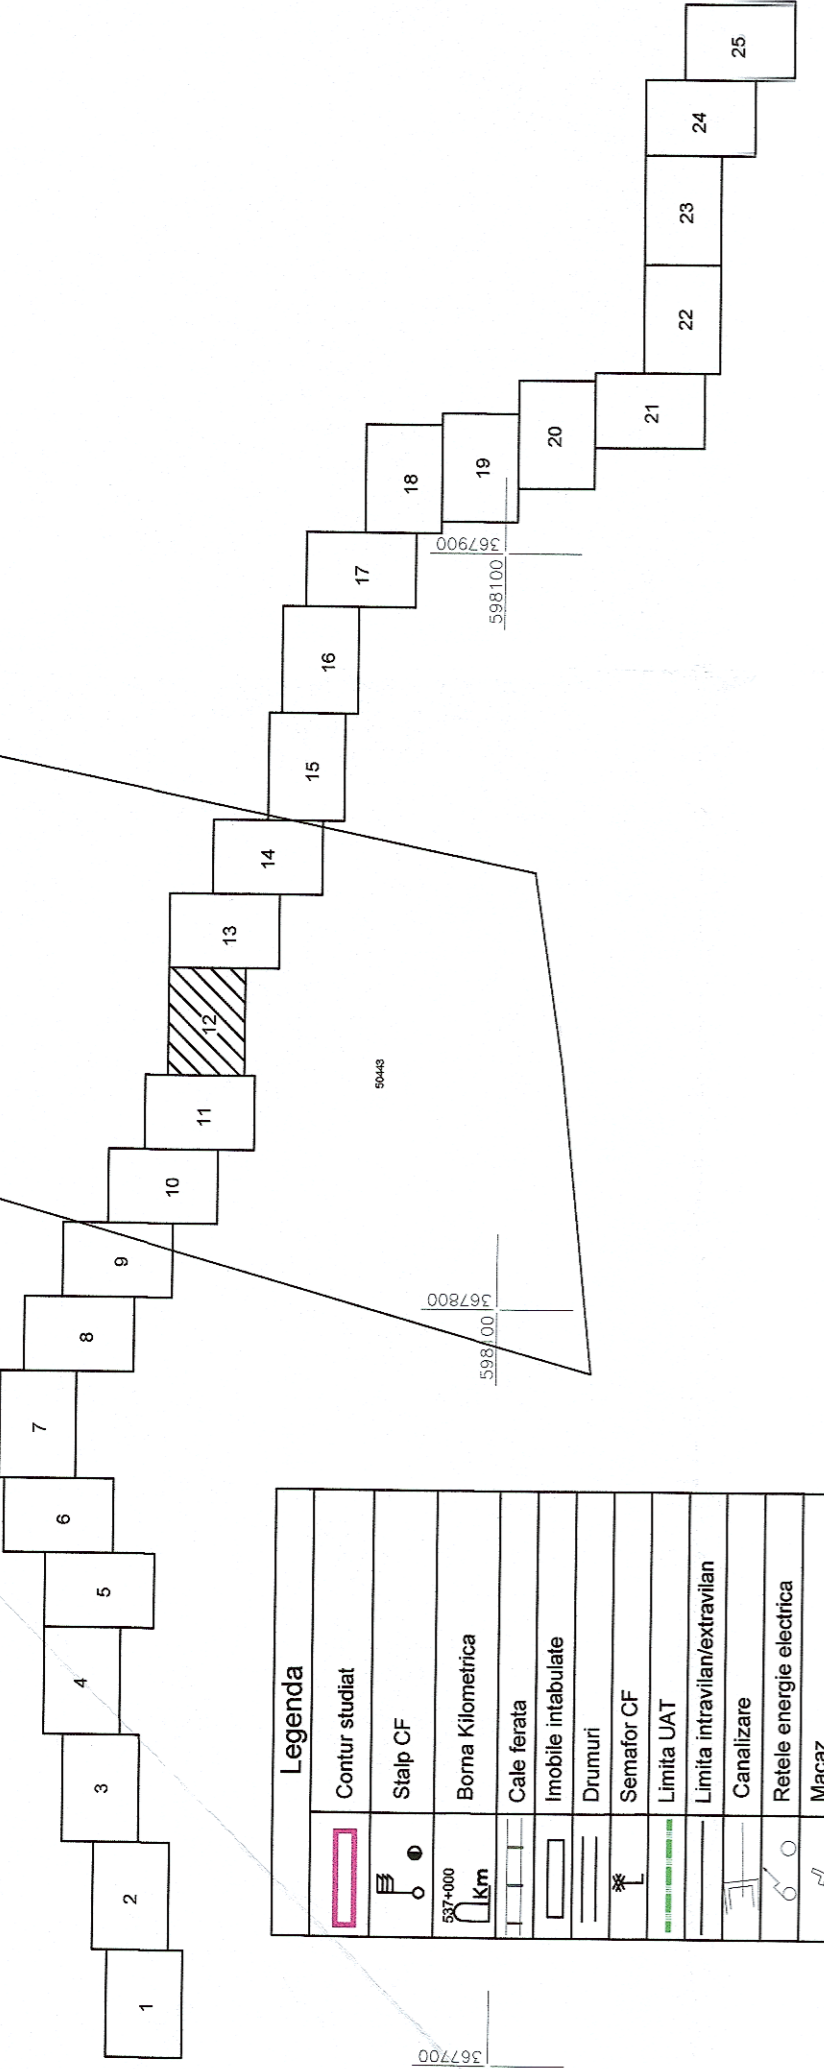 1
2
3
4
5
6
7
8
9
10
11
12
13
14
15
16
17
18
19
20
21
22
23
24
25
50443
367700
367800
598100
367900
598100
Legenda
Contur studiat
Stalp CF
537+000
Km
Borna Kilometrica
Cale ferata
Imobile intabulate
Drumuri
Semafor CF
Limita UAT
Limita intravilan/extravilan
Canalizare
Retele energie electrica
Macaz